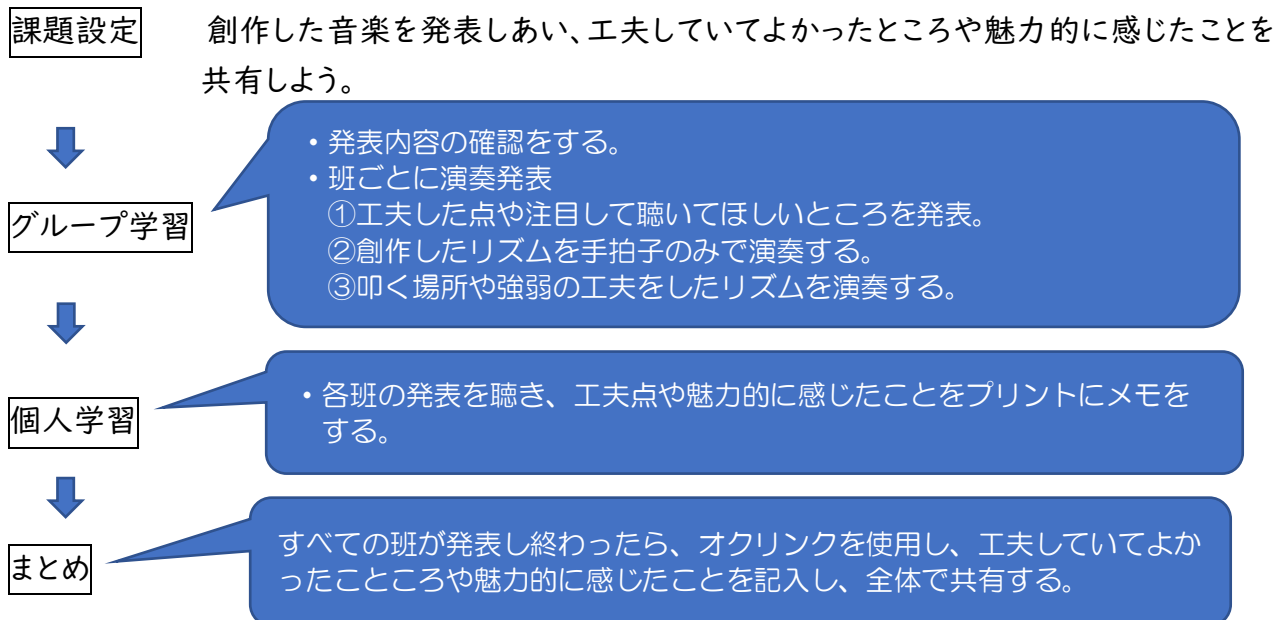 課題設定
創作した音楽を発表しあい、工夫していてよかったところや魅力的に感じたことを
共有しよう。
・発表内容の確認をする。
・班ごとに演奏発表
①工夫した点や注目して聴いてほしいところを発表。
②創作したリズムを手拍子のみで演奏する。
③叩く場所や強弱の工夫をしたリズムを演奏する。
グループ学習
・各班の発表を聴き、工夫点や魅力的に感じたことをプリントにメモを
する。
個人学習
すべての班が発表し終わったら、オクリンクを使用し、工夫していてよか
ったこところや魅力的に感じたことを記入し、全体で共有する。
まとめ